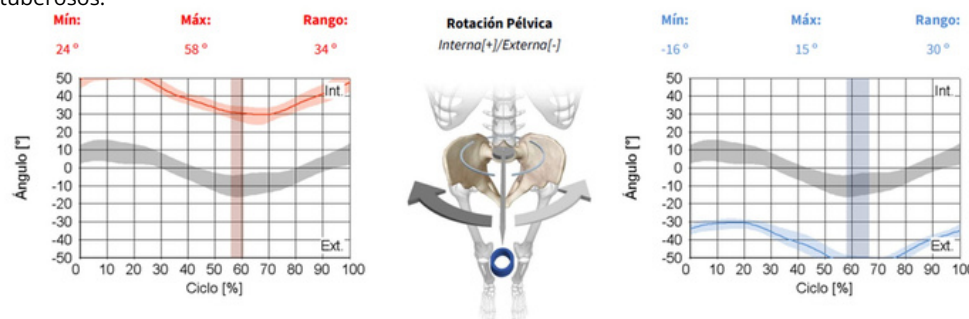 tuberosos.
Mín: Máx: Rango:
24 º 58 º 34 º
50
40
30
20
10
0
-10
-20
-30
-40
-50
Ángulo [°]
Int.
Ext.
0 10 20 30 40 50 60 70 80 90 100
Ciclo [%]
Rotación Pélvica
Interna[+]/Externa[-]
Mín: Máx: Rango:
-16 º 15 º 30 º
50
40
30
20
10
0
-10
-20
-30
-40
-50
Ángulo [°]
Int.
Ext.
0 10 20 30 40 50 60 70 80 90 100
Ciclo [%]